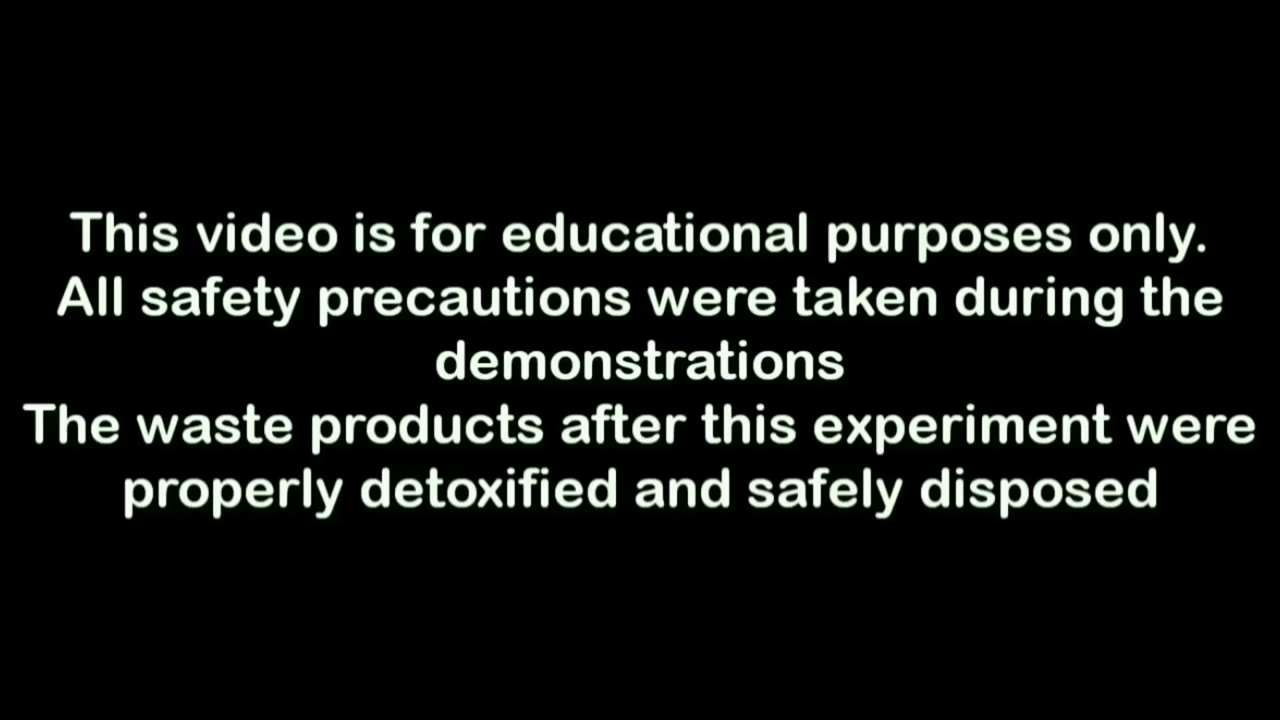 This video is for educational purposes only.
All safety precautions were taken during the
demonstrations
The waste products after this experiment were
properly detoxified and safely disposed